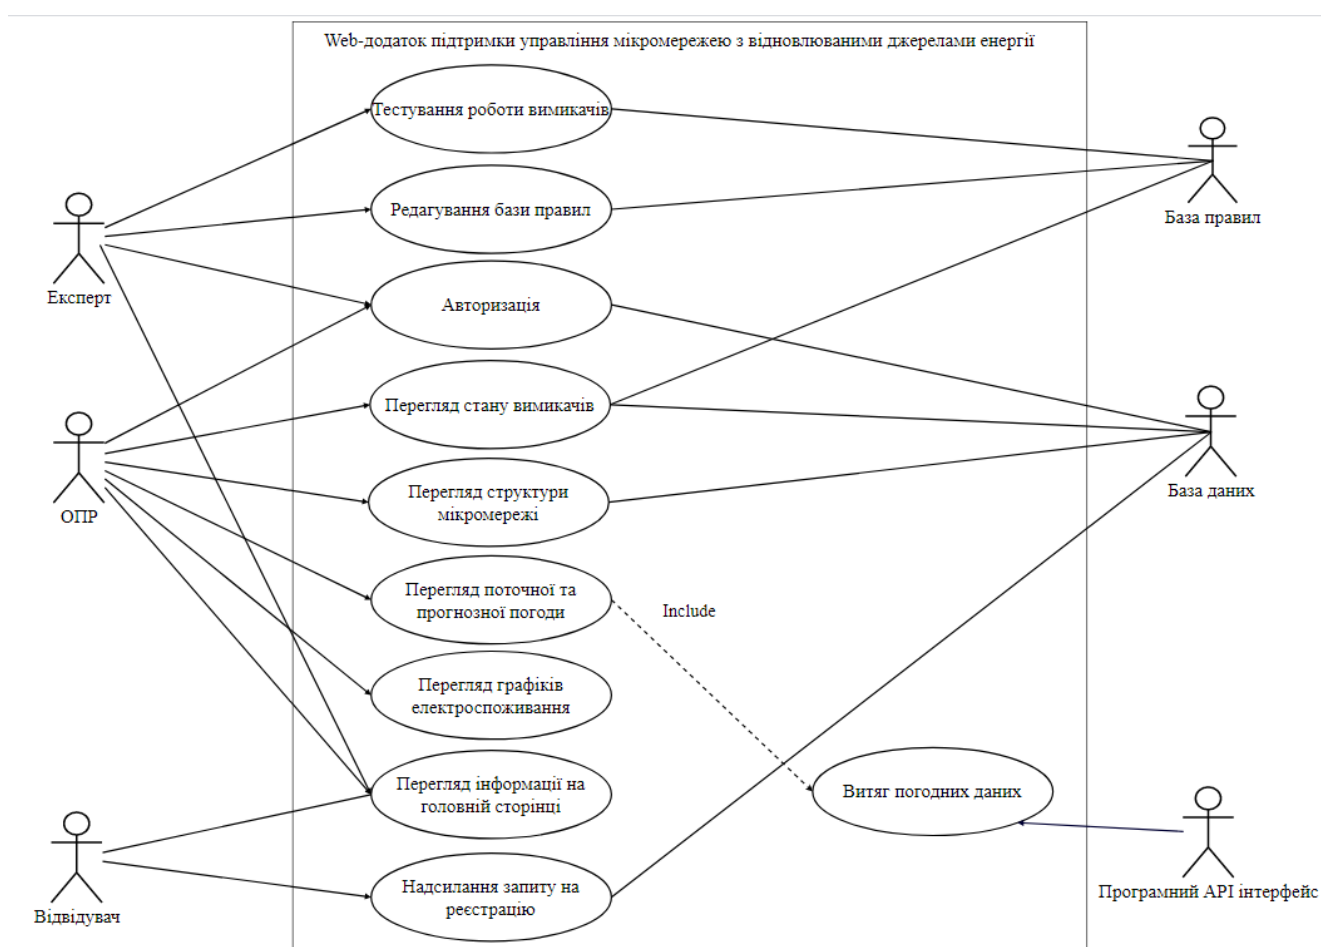 Web-додаток підтримки управління мікромережею з відновлюваними джерелами енергії
Тестування роботи вимикачів
База правил
Редагування бази правил
Експерт
Авторизація
Перегляд стану вимикачів
База даних
Перегляд структури
мікромережі
ОПР
Перегляд поточної та
прогнозної погоди
Include
Перегляд графіків
електроспоживання
Перегляд інформації на
головній сторінці
Витяг погодних даних
Надсилання запиту на
реєстрацію
Програмний API інтерфейс
Відвідувач